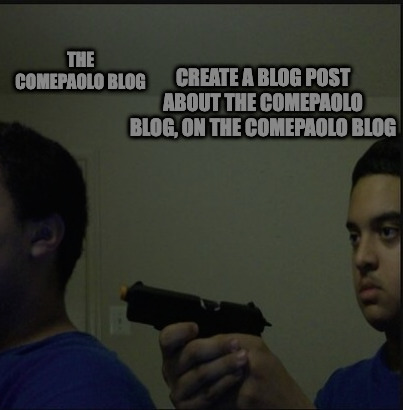 THE
COMEPAOLO BLOG
CREATE A BLOG POST
ABOUT THE COMEPAOLO
BLOG, ON THE COMEPAOLO BLOG